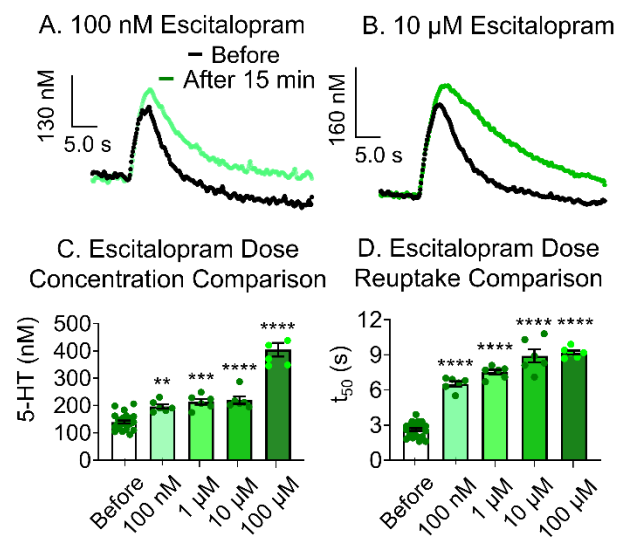 A. 100 nM Escitalopram
Before
After 15 min
130 nM
5.0 s
B. 10 µM Escitalopram
160 nM
5.0 s
C. Escitalopram Dose
Concentration Comparison
5-HT (nM)
500
400
300
200
100
0
**
***
****
****
Before
100 nM
1 µM
10 µM
100 µM
D. Escitalopram Dose
Reuptake Comparison
t50 (s)
12
9
6
3
0
****
****
****
****
Before
100 nM
1 µM
10 µM
100 µM